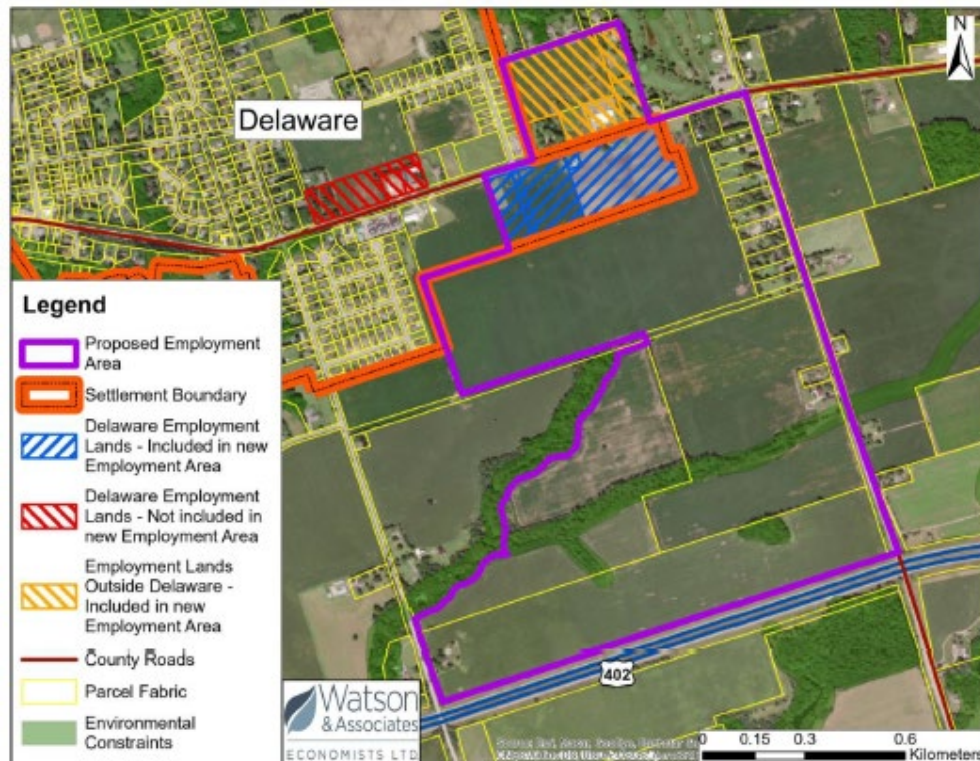 N
Delaware
Legend
Proposed Employment
Area
Settlement Boundary
Delaware Employment
Lands - Included in new
Employment Area
Delaware Employment
Lands - Not included in
new Employment Area
Employment Lands
Outside Delaware -
Included in new
Employment Area
County Roads
Parcel Fabric
Environmental
Constraints
Watson
& Associates
ECONOMISTS LTD
402
0 0.15 0.3 0.6
Kilometers